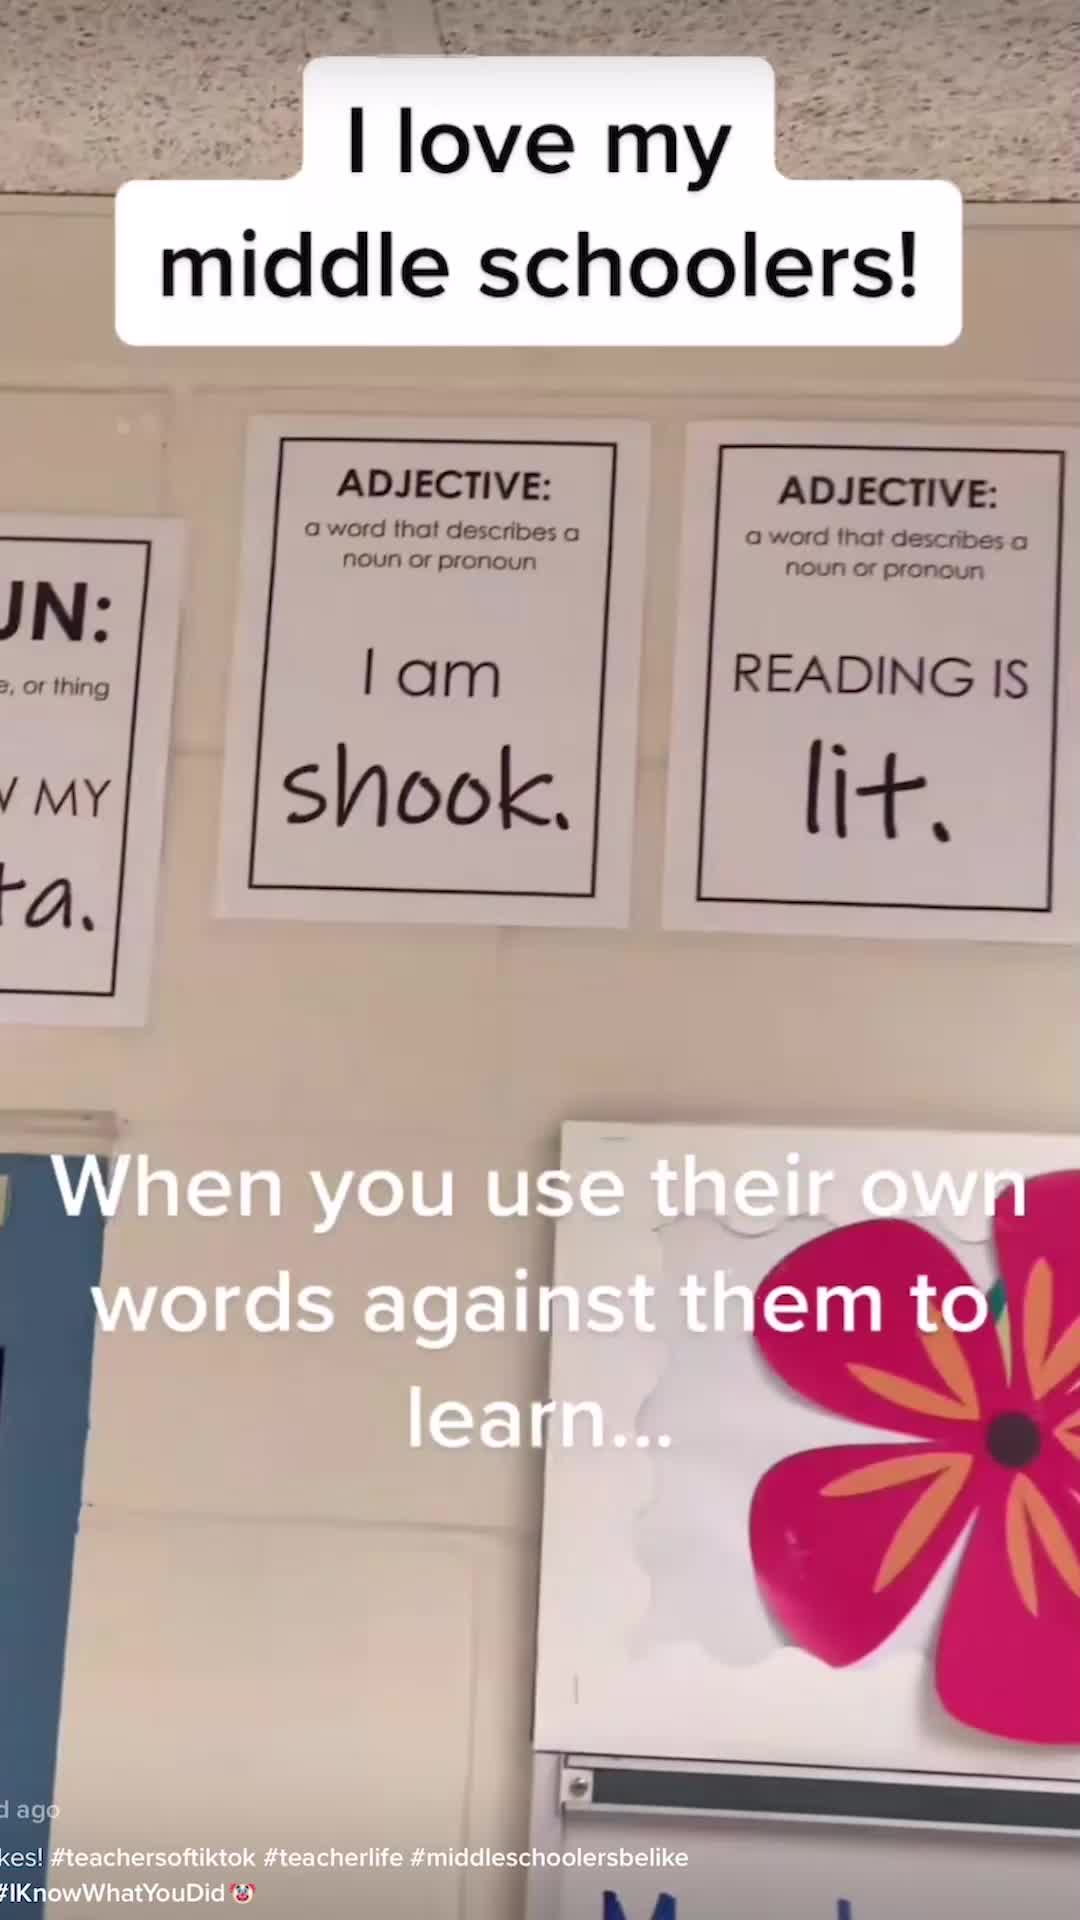 I love my
middle schoolers!
ADJECTIVE:
a word that describes a
noun or pronoun
I am
shook.
ADJECTIVE:
a word that describes a
noun or pronoun
READING IS
lit.
UN:
, or thing
MY
ta.
When you use their own
words against them to
learn...
d ago
kes! #teachersoftiktok #teacherlife #middleschoolersbelike
#IKnowWhatYouDid🤡